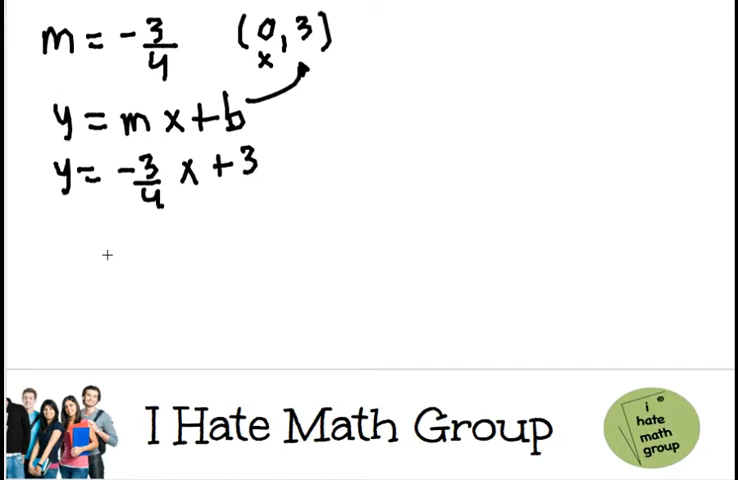 m = -3/4 (0, 3)
x
y = mx + b
y = -3/4 x + 3
I Hate Math Group
i
hate
math
group